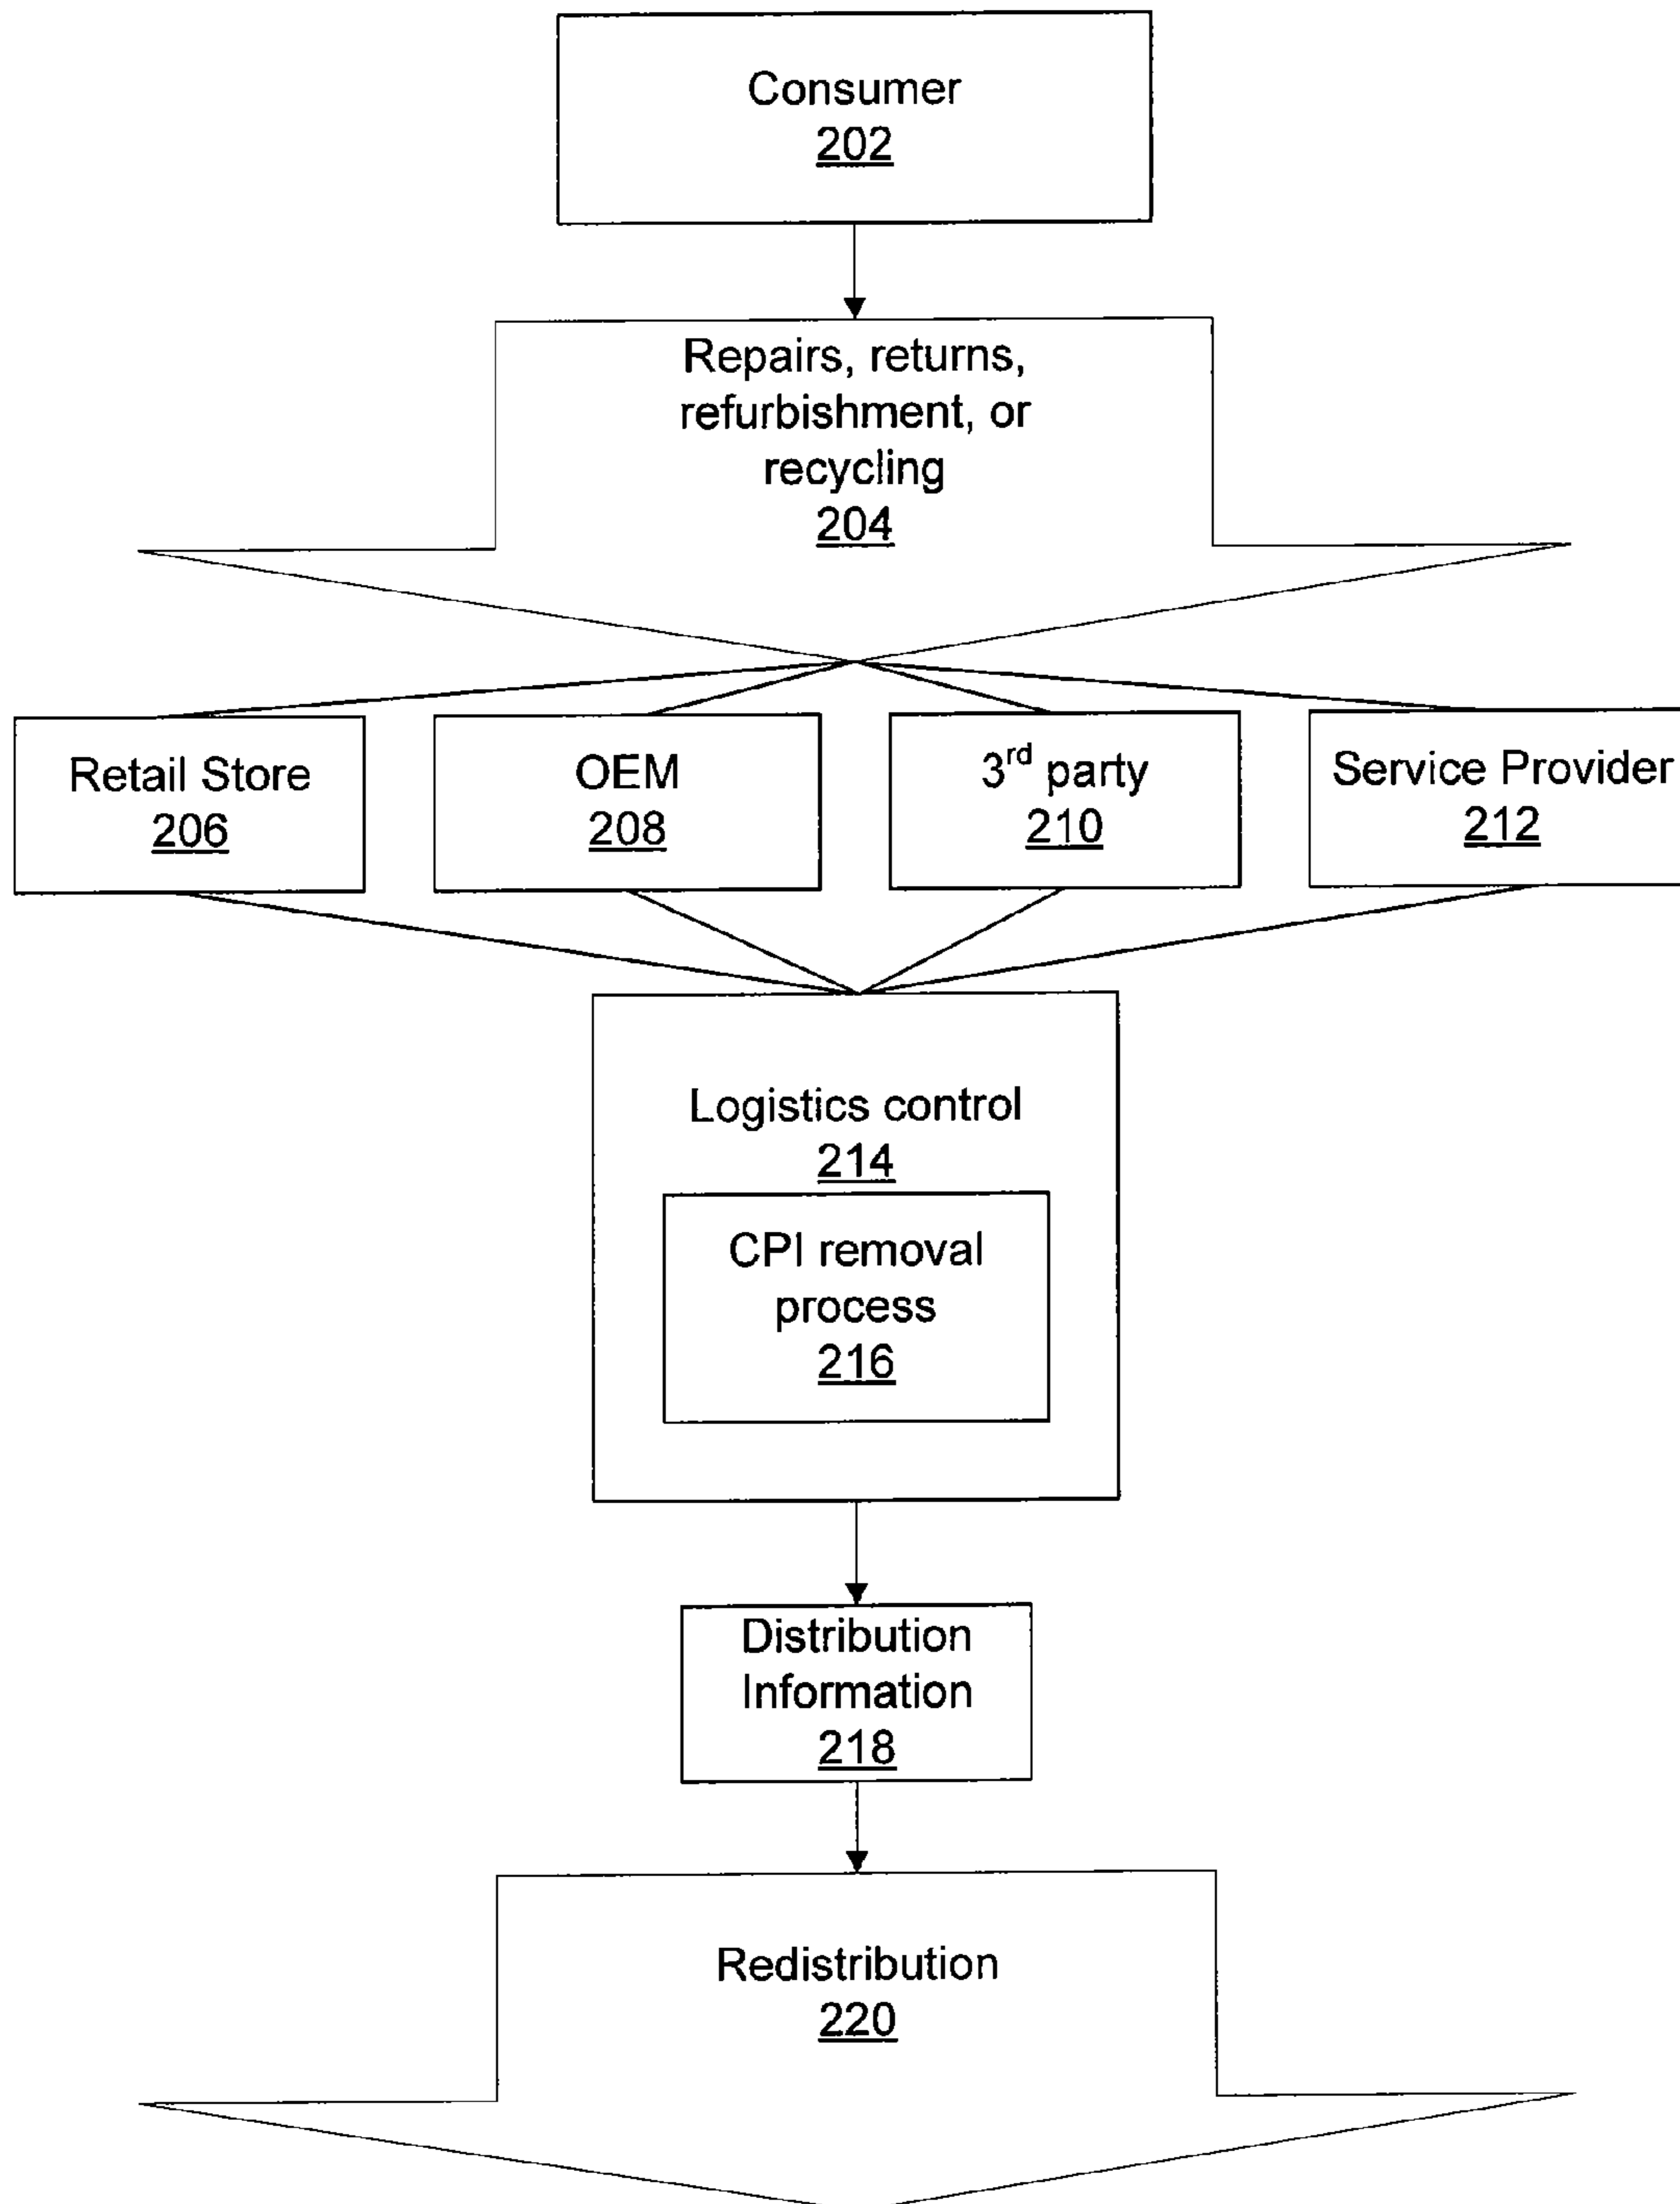 Consumer
202
Repairs, returns,
refurbishment, or
recycling
204
Retail Store
206
OEM
208
3rd party
210
Service Provider
212
Logistics control
214
CPI removal
process
216
Distribution
Information
218
Redistribution
220